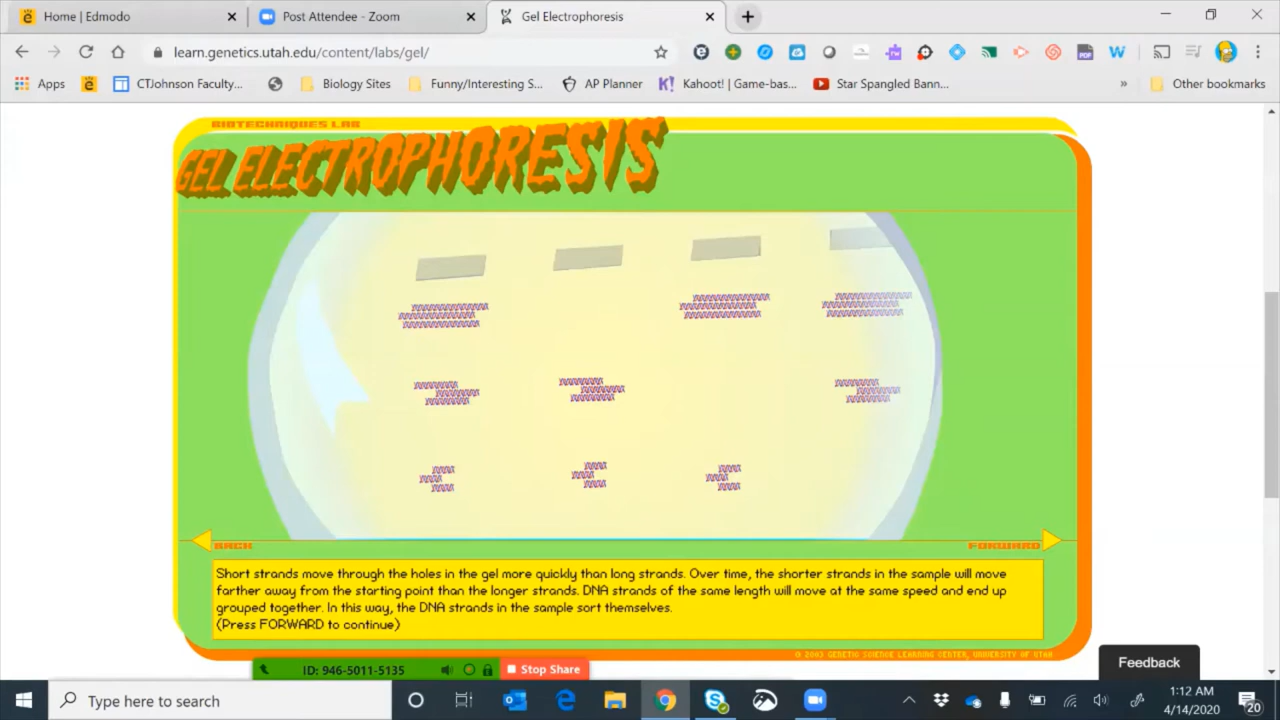 Home | Edmodo
Post Attendee - Zoom
Gel Electrophoresis
learn.genetics.utah.edu/content/labs/gel/
Apps
CTJohnson Faculty...
Biology Sites
Funny/Interesting S...
AP Planner
Kahoot! | Game-bas...
Star Spangled Bann...
»
Other bookmarks
BIOTECHNIQUES LAB
GEL ELECTROPHORESIS
BACK
FORWARD
Short strands move through the holes in the gel more quickly than long strands. Over time, the shorter strands in the sample will move
farther away from the starting point than the longer strands. DNA strands of the same length will move at the same speed and end up
grouped together. In this way, the DNA strands in the sample sort themselves.
(Press FORWARD to continue)
© 2003 GENETIC SCIENCE LEARNING CENTER, UNIVERSITY OF UTAH
ID: 946-5011-5135
Stop Share
Feedback
Type here to search
1:12 AM
4/14/2020
20